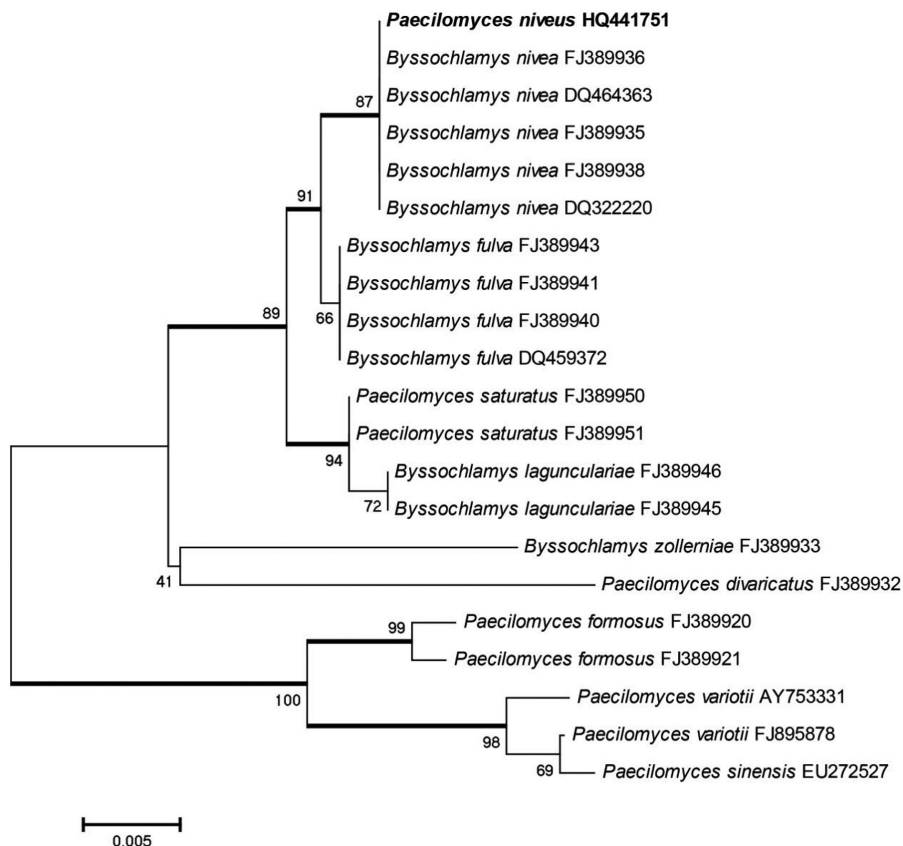 Paecilomyces niveus HQ441751
Byssochlamys nivea FJ389936
87
Byssochlamys nivea DQ464363
Byssochlamys nivea FJ389935
Byssochlamys nivea FJ389938
91
Byssochlamys nivea DQ322220
Byssochlamys fulva FJ389943
Byssochlamys fulva FJ389941
89
66
Byssochlamys fulva FJ389940
Byssochlamys fulva DQ459372
Paecilomyces saturatus FJ389950
Paecilomyces saturatus FJ389951
94
Byssochlamys lagunculariae FJ389946
72
Byssochlamys lagunculariae FJ389945
Byssochlamys zollerniae FJ389933
41
Paecilomyces divaricatus FJ389932
99
Paecilomyces formosus FJ389920
Paecilomyces formosus FJ389921
100
Paecilomyces variotii AY753331
98
Paecilomyces variotii FJ895878
69
Paecilomyces sinensis EU272527
0.005